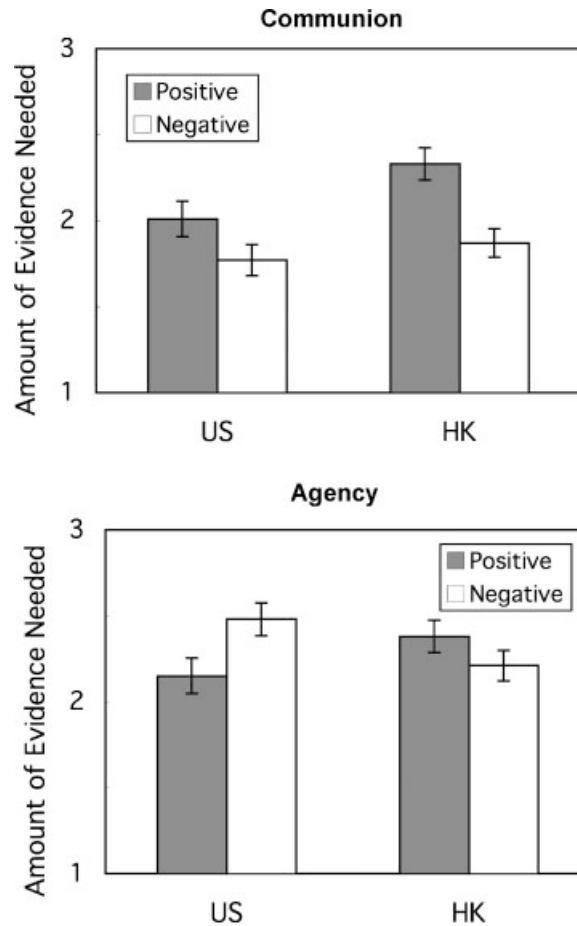 Communion
Amount of Evidence Needed
3
2
1
Positive
Negative
US HK
Agency
Amount of Evidence Needed
3
2
1
Positive
Negative
US HK